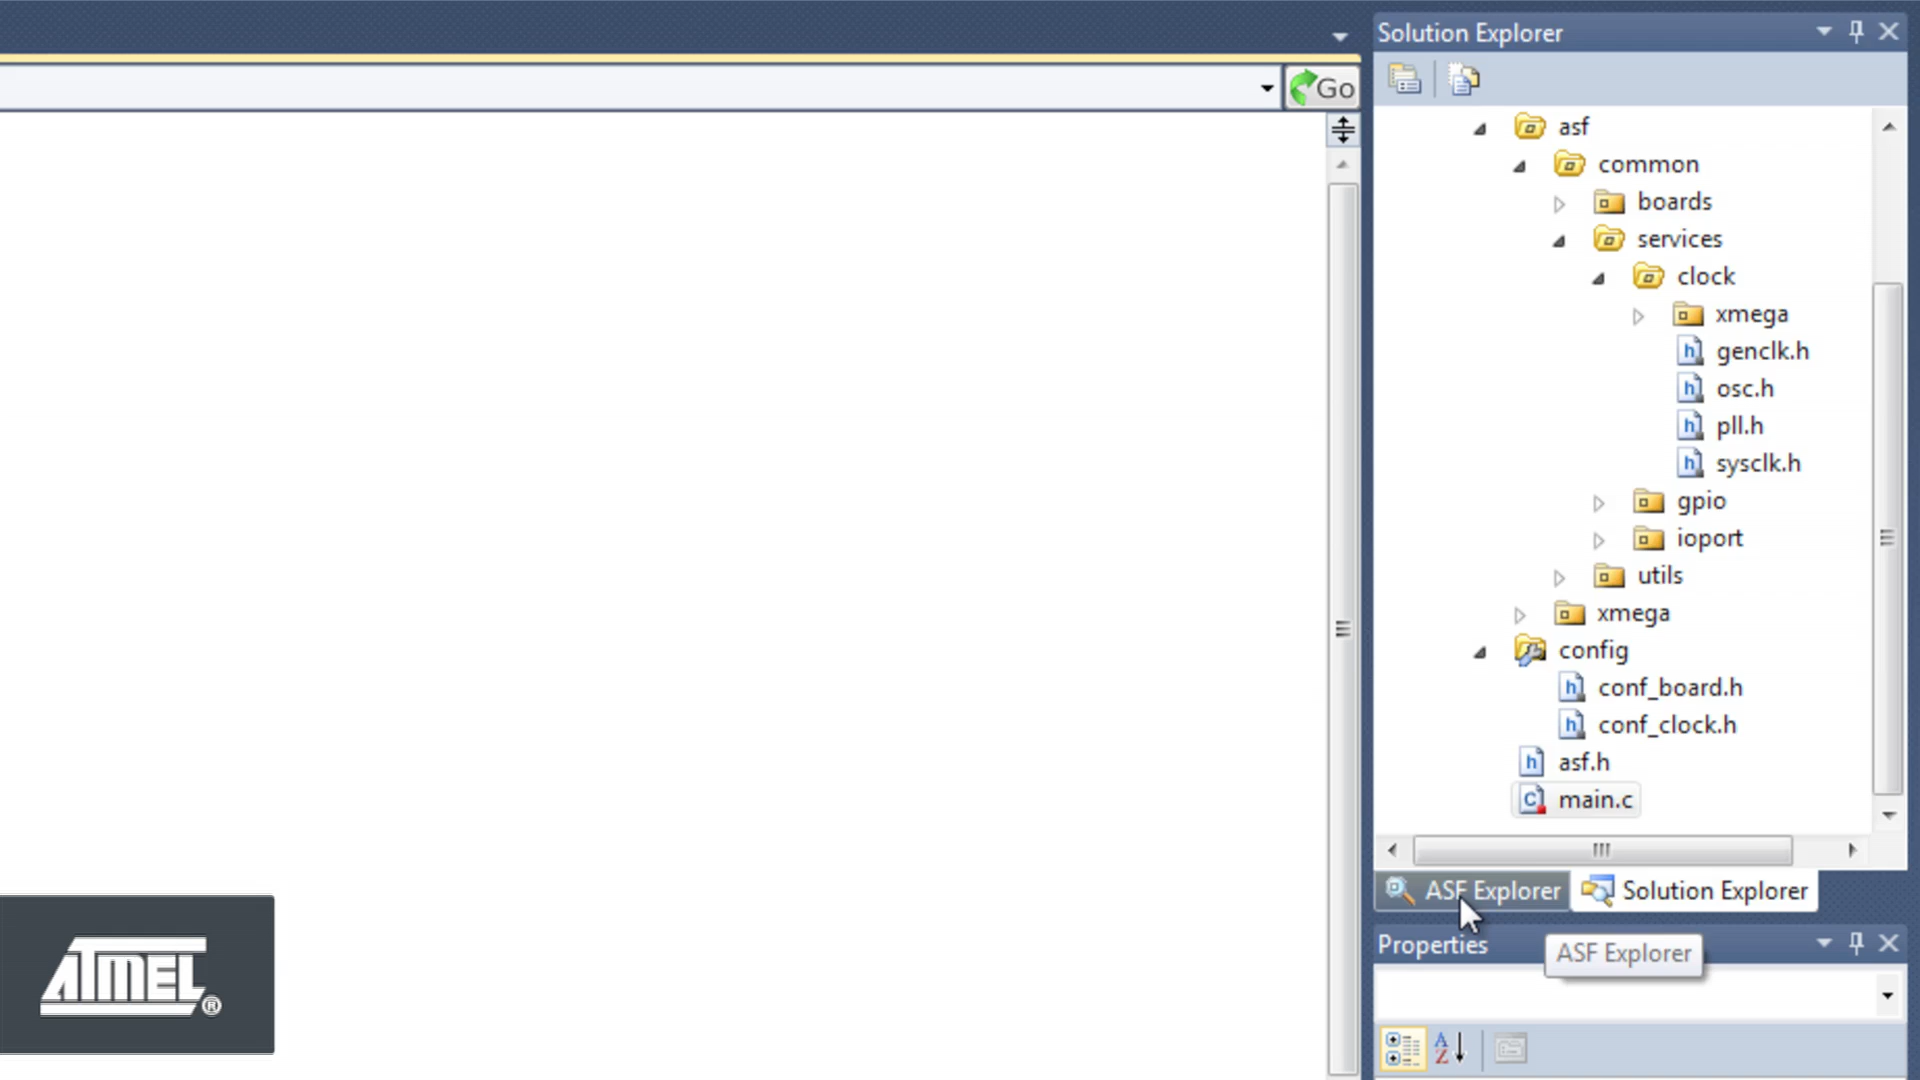 Solution Explorer
Go
asf
common
boards
services
clock
xmega
genclk.h
osc.h
pll.h
sysclk.h
gpio
ioport
utils
xmega
config
conf_board.h
conf_clock.h
asf.h
main.c
ASF Explorer
Solution Explorer
Properties
ASF Explorer
ATMEL®